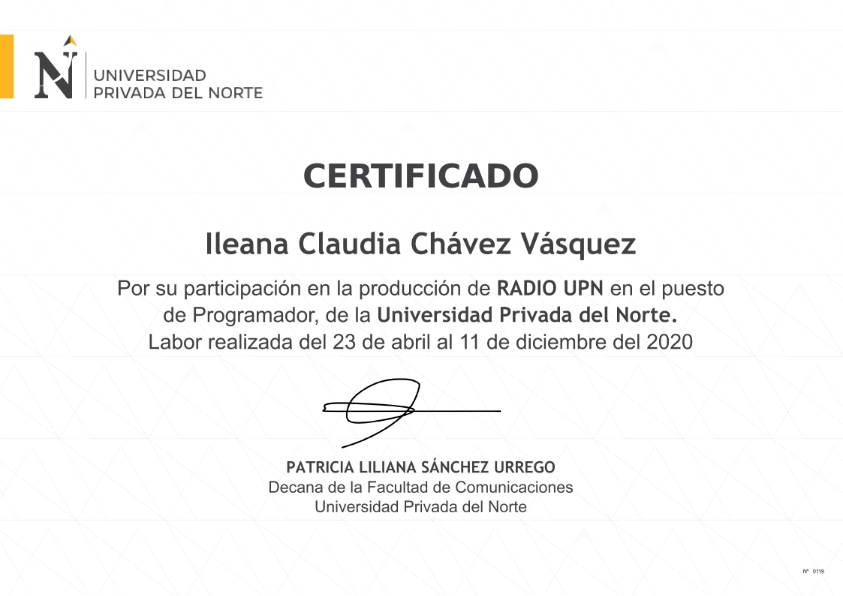 UNIVERSIDAD
PRIVADA DEL NORTE
CERTIFICADO
Ileana Claudia Chávez Vásquez
Por su participación en la producción de RADIO UPN en el puesto
de Programador, de la Universidad Privada del Norte.
Labor realizada del 23 de abril al 11 de diciembre del 2020
PATRICIA LILIANA SÁNCHEZ URREGO
Decana de la Facultad de Comunicaciones
Universidad Privada del Norte
N° 0119